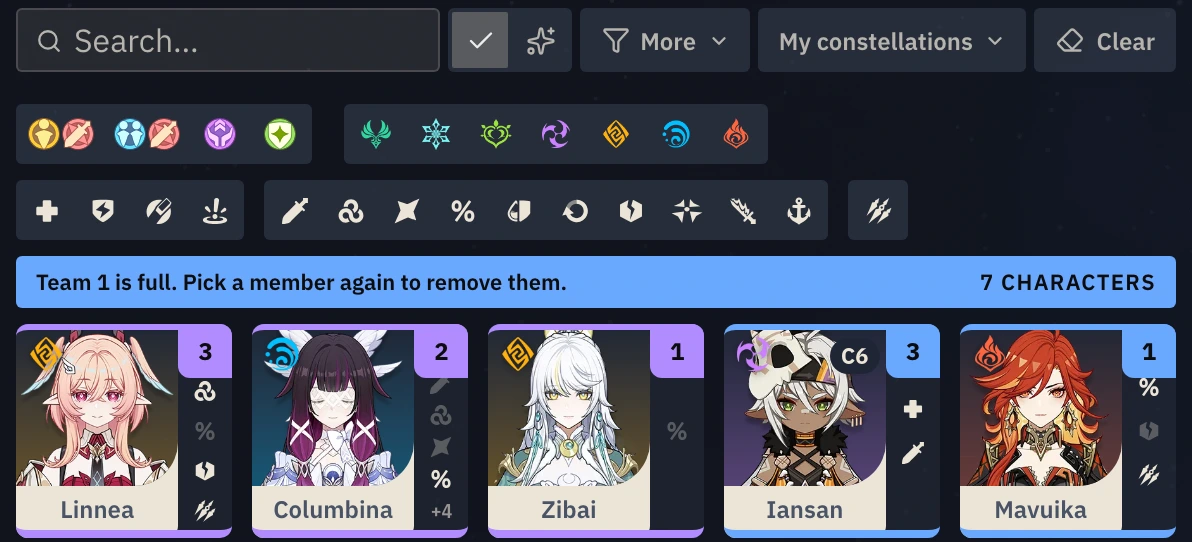 Search...
More
My constellations
Clear
Team 1 is full. Pick a member again to remove them.
7 CHARACTERS
3
2
1
C6
3
1
%
%
%
%
+4
%
Linnea
Columbina
Zibai
Iansan
Mavuika